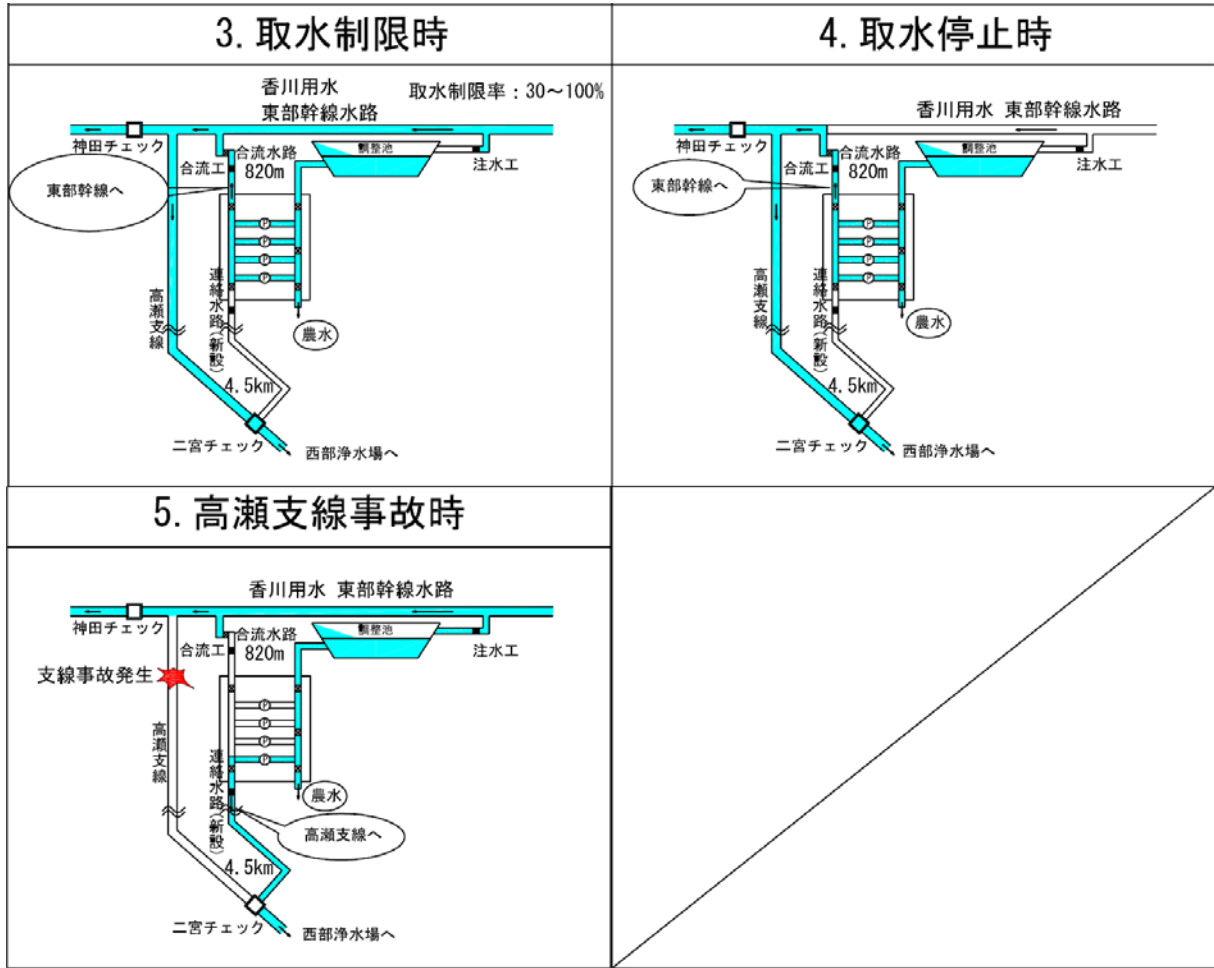 3. 取水制限時
香川用水
東部幹線水路
取水制限率：30～100%
神田チェック
合流工
合流水路
820m
調整池
注水工
東部幹線へ
P
P
P
P
高瀬支線
連絡水路(新設)
農水
4.5km
二宮チェック
西部浄水場へ
4. 取水停止時
香川用水 東部幹線水路
神田チェック
合流工
合流水路
820m
調整池
注水工
東部幹線へ
P
P
P
P
高瀬支線
連絡水路(新設)
農水
4.5km
二宮チェック
西部浄水場へ
5. 高瀬支線事故時
香川用水 東部幹線水路
神田チェック
合流工
合流水路
820m
調整池
注水工
支線事故発生
P
P
P
P
高瀬支線
連絡水路(新設)
農水
高瀬支線へ
4.5km
二宮チェック
西部浄水場へ